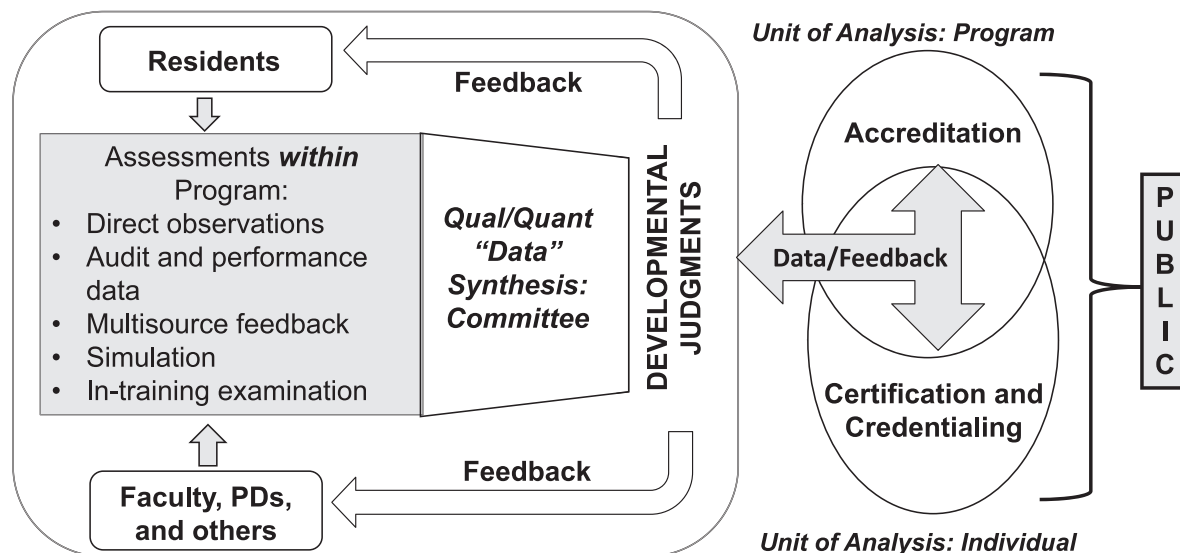 Residents
Feedback
Assessments within
Program:
• Direct observations
• Audit and performance
data
• Multisource feedback
• Simulation
• In-training examination
Qual/Quant
“Data”
Synthesis:
Committee
DEVELOPMENTAL
JUDGMENTS
Faculty, PDs,
and others
Feedback
Unit of Analysis: Program
Accreditation
Data/Feedback
Certification and
Credentialing
Unit of Analysis: Individual
PUBLIC